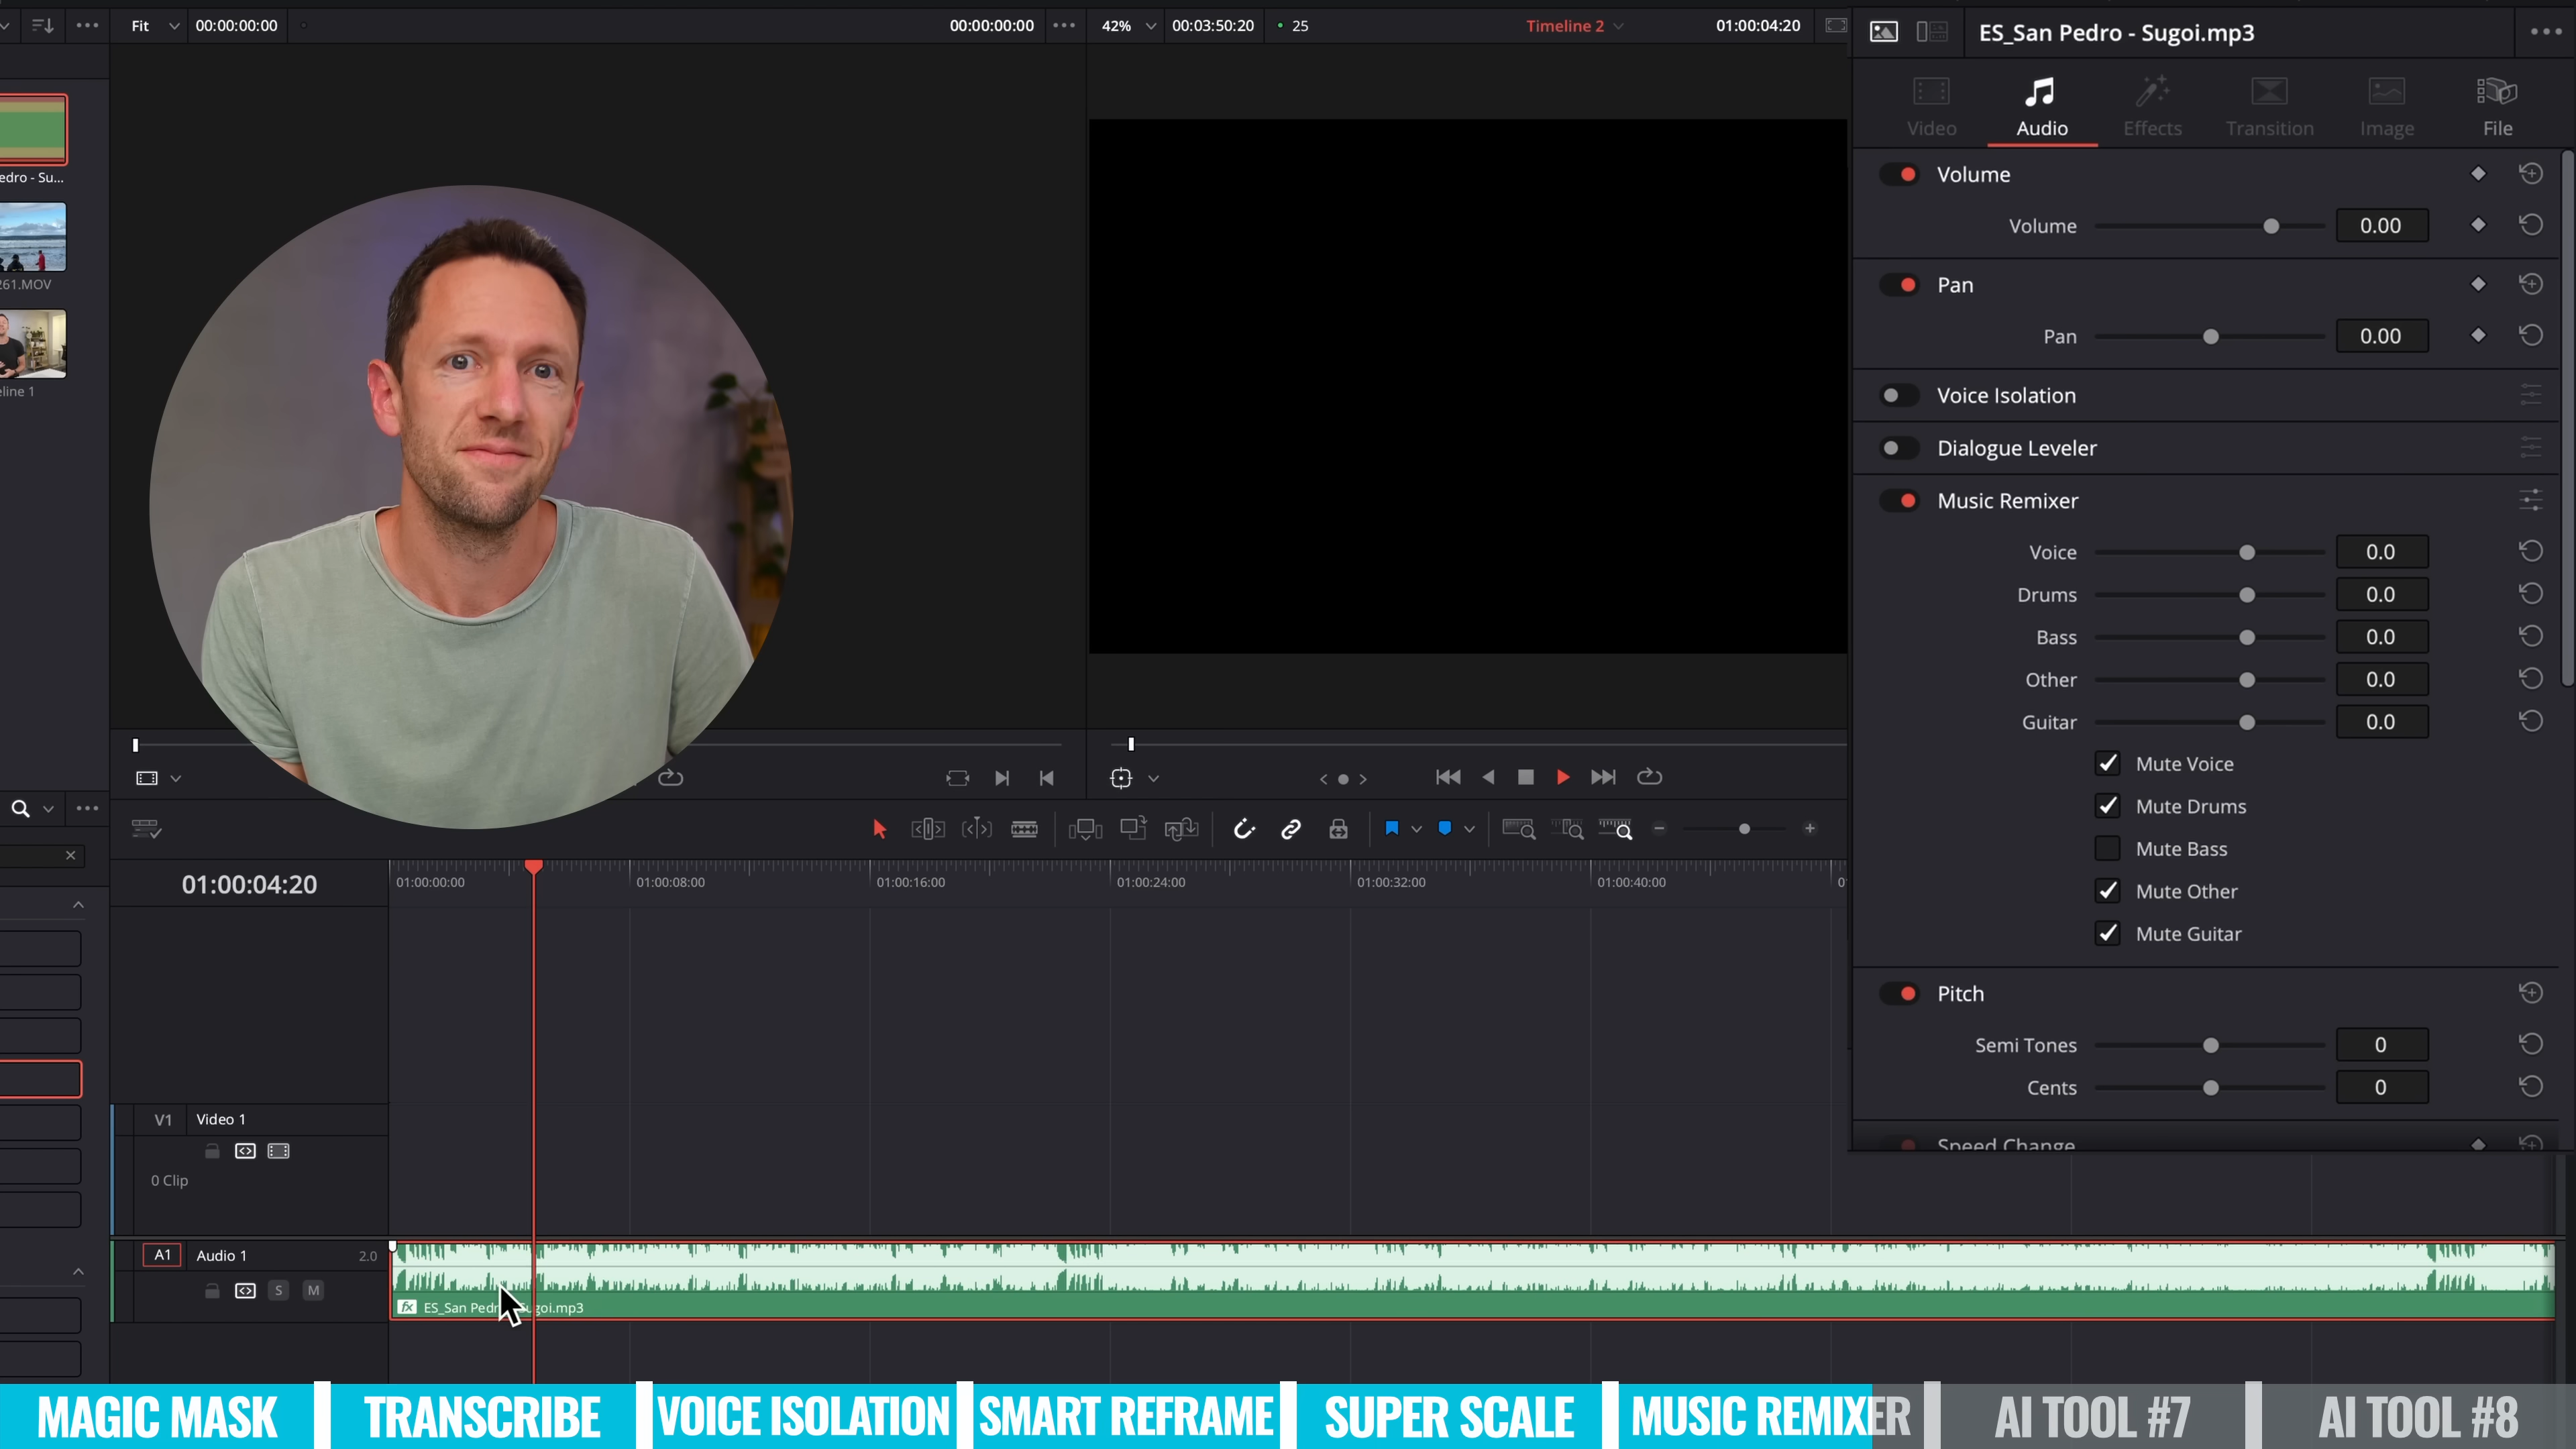 Fit
00:00:00:00
00:00:00:00
42%
00:03:50:20
25
Timeline 2
01:00:04:20
ES_San Pedro - Sugoi.mp3
Video
Audio
Effects
Transition
Image
File
edro - Su...
261.MOV
eline 1
Volume
Volume
0.00
Pan
Pan
0.00
Voice Isolation
Dialogue Leveler
Music Remixer
Voice
0.0
Drums
0.0
Bass
0.0
Other
0.0
Guitar
0.0
Mute Voice
Mute Drums
Mute Bass
Mute Other
Mute Guitar
Pitch
Semi Tones
0
Cents
0
Speed Change
01:00:04:20
01:00:00:00
01:00:08:00
01:00:16:00
01:00:24:00
01:00:32:00
01:00:40:00
V1
Video 1
0 Clip
A1
Audio 1
2.0
S
M
fx
ES_San Pedr Sugoi.mp3
MAGIC MASK
TRANSCRIBE
VOICE ISOLATION
SMART REFRAME
SUPER SCALE
MUSIC REMIXER
AI TOOL #7
AI TOOL #8